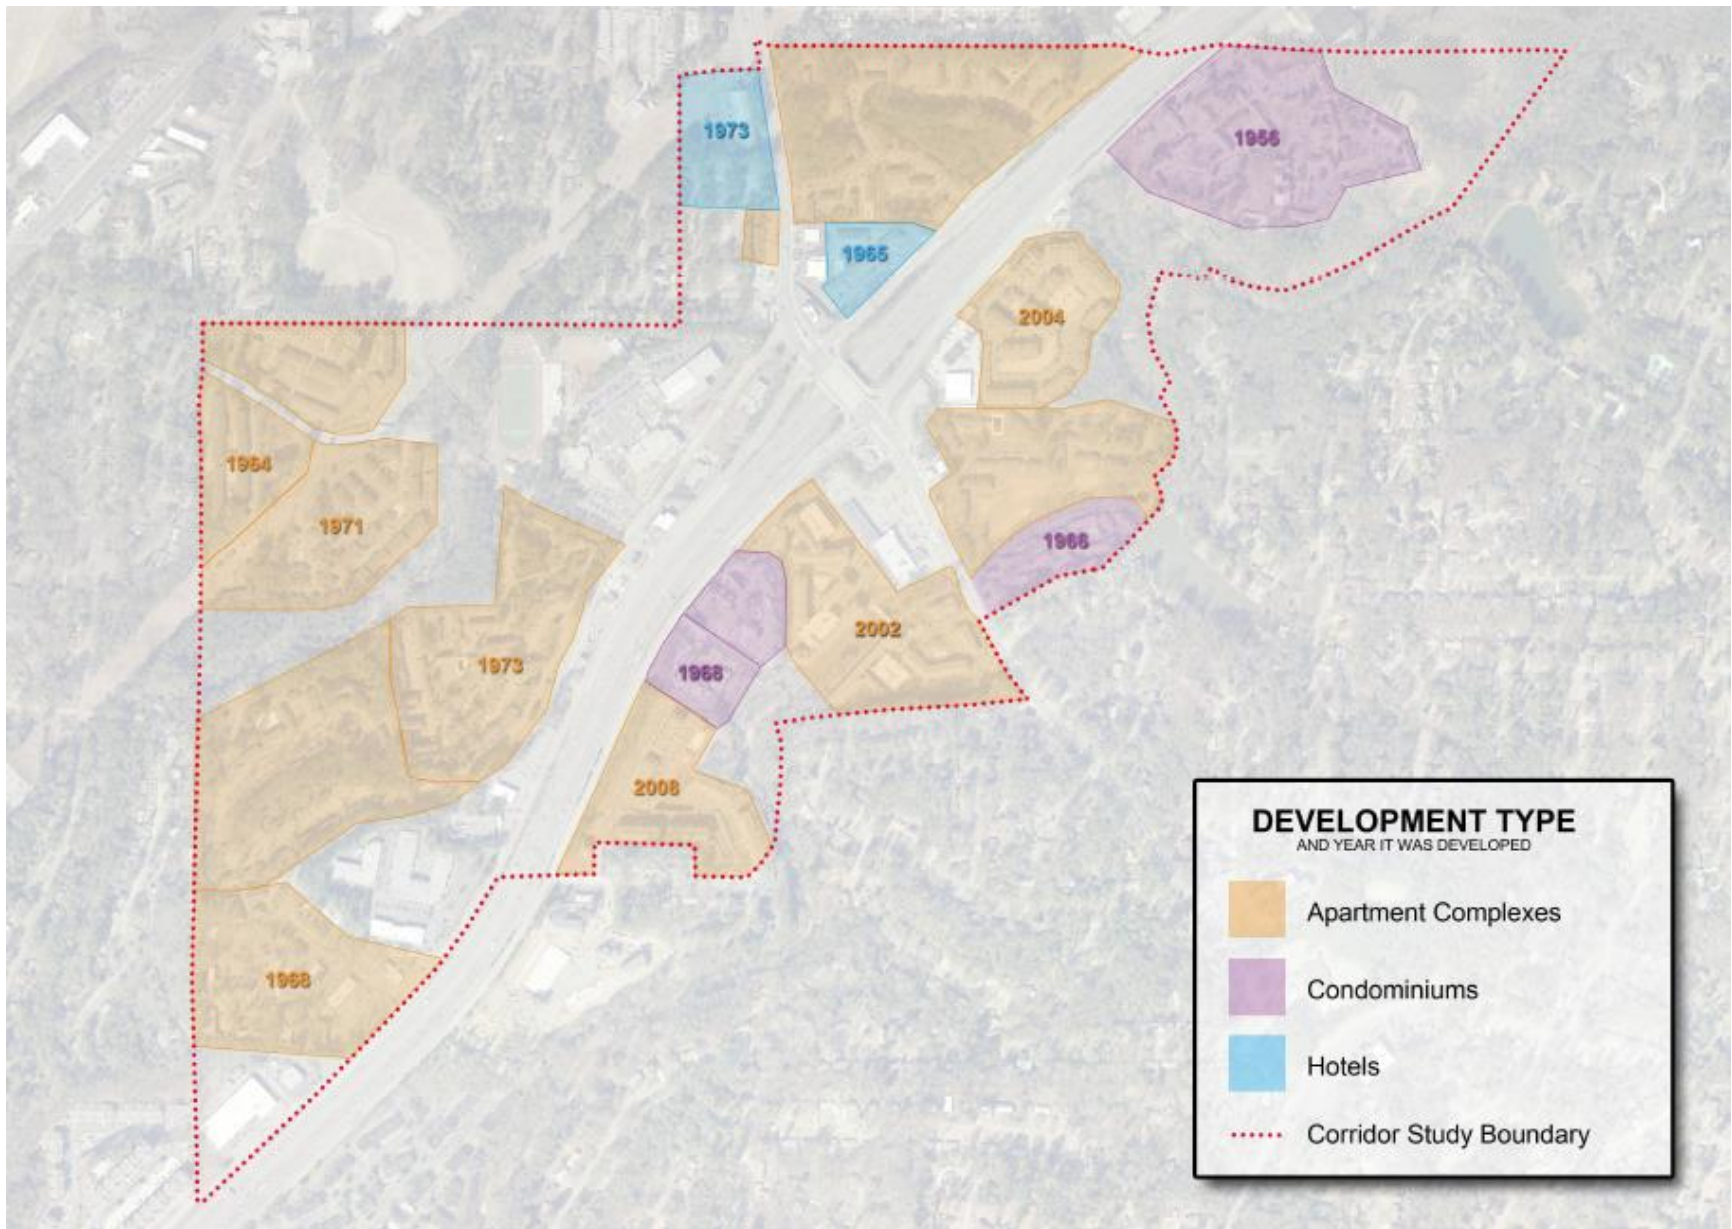 1973
1956
1965
2004
1964
1971
1966
2002
1973
1968
2008
1968
DEVELOPMENT TYPE
AND YEAR IT WAS DEVELOPED
Apartment Complexes
Condominiums
Hotels
Corridor Study Boundary